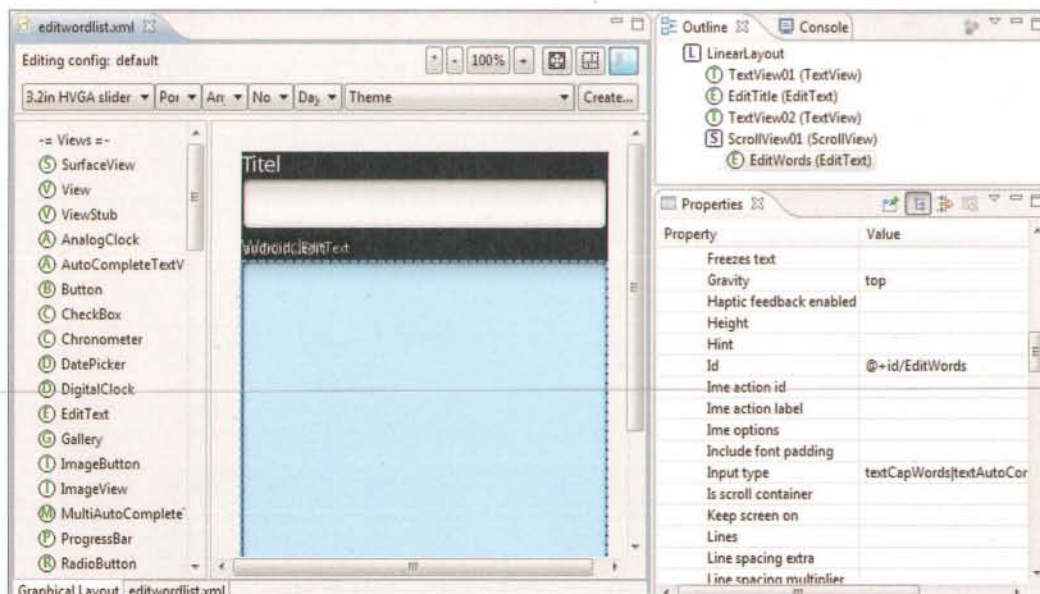 editwordlist.xml
Editing config: default
100%
3.2in HVGA slider
Por
An
No
Day
Theme
Create...
-= Views =-
SurfaceView
View
ViewStub
AnalogClock
AutoCompleteTextV
Button
CheckBox
Chronometer
DatePicker
DigitalClock
EditText
Gallery
ImageButton
ImageView
MultiAutoComplete
ProgressBar
RadioButton
Titel
Graphical Layout editwordlist.xml
Outline Console
L LinearLayout
T TextView01 (TextView)
E EditTitle (EditText)
T TextView02 (TextView)
S ScrollView01 (ScrollView)
E EditWords (EditText)
Properties
Property Value
Freezes text
Gravity top
Haptic feedback enabled
Height
Hint
Id @+id/EditWords
Ime action id
Ime action label
Ime options
Include font padding
Input type textCapWords|textAutoCor
Is scroll container
Keep screen on
Lines
Line spacing extra
Line spacing multiplier